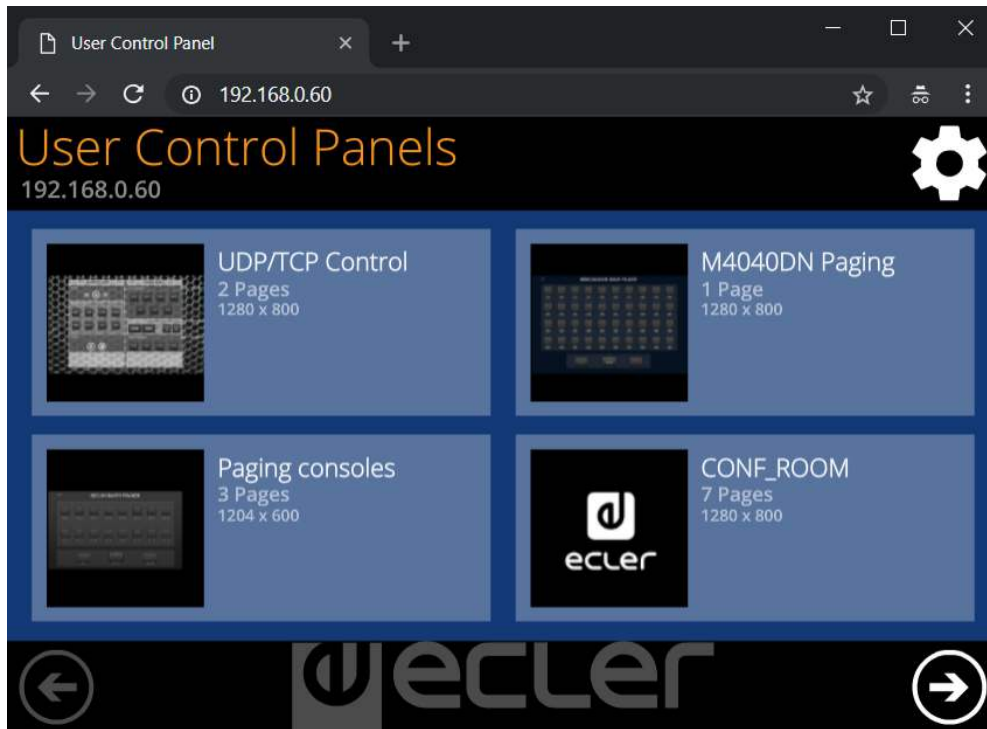 User Control Panel
192.168.0.60
User Control Panels
192.168.0.60
UDP/TCP Control
2 Pages
1280 x 800
M4040DN Paging
1 Page
1280 x 800
Paging consoles
3 Pages
1204 x 600
CONF_ROOM
7 Pages
1280 x 800
ecler
ecler